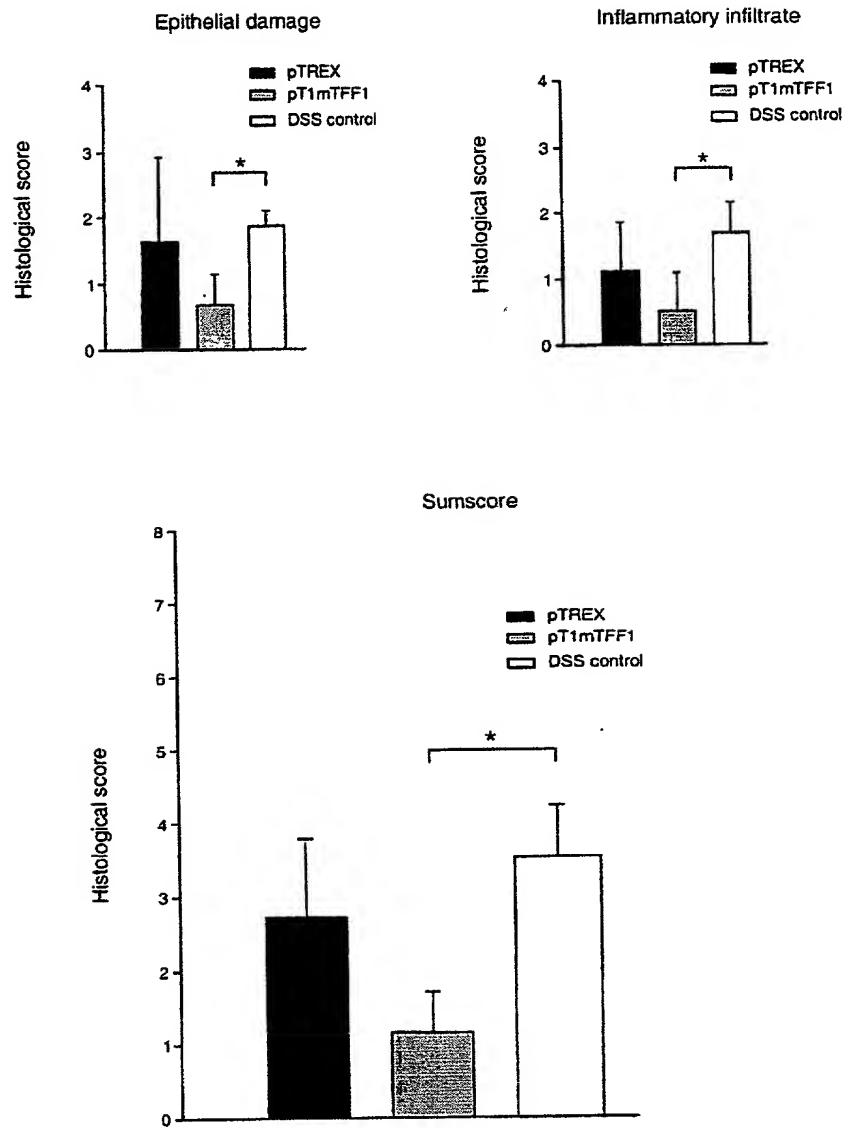 Epithelial damage
pTREX
pT1mTFF1
DSS control
4
3
2
1
0
Histological score
*
Inflammatory infiltrate
pTREX
pT1mTFF1
DSS control
4
3
2
1
0
Histological score
*
Sumscore
pTREX
pT1mTFF1
DSS control
8
7
6
5
4
3
2
1
0
Histological score
*